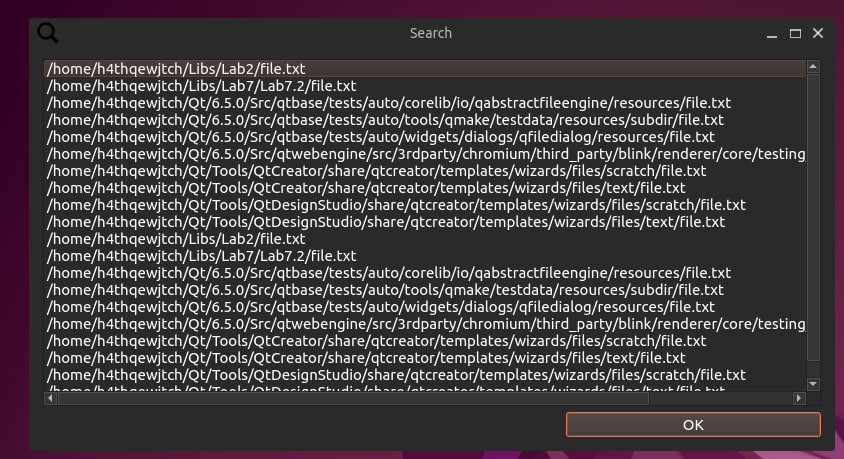 Search
/home/h4thqewjtch/Libs/Lab2/file.txt
/home/h4thqewjtch/Libs/Lab7/Lab7.2/file.txt
/home/h4thqewjtch/Qt/6.5.0/Src/qtbase/tests/auto/corelib/io/qabstractfileengine/resources/file.txt
/home/h4thqewjtch/Qt/6.5.0/Src/qtbase/tests/auto/tools/qmake/testdata/resources/subdir/file.txt
/home/h4thqewjtch/Qt/6.5.0/Src/qtbase/tests/auto/widgets/dialogs/qfiledialog/resources/file.txt
/home/h4thqewjtch/Qt/6.5.0/Src/qtwebengine/src/3rdparty/chromium/third_party/blink/renderer/core/testing
/home/h4thqewjtch/Qt/Tools/QtCreator/share/qtcreator/templates/wizards/files/scratch/file.txt
/home/h4thqewjtch/Qt/Tools/QtCreator/share/qtcreator/templates/wizards/files/text/file.txt
/home/h4thqewjtch/Qt/Tools/QtDesignStudio/share/qtcreator/templates/wizards/files/scratch/file.txt
/home/h4thqewjtch/Qt/Tools/QtDesignStudio/share/qtcreator/templates/wizards/files/text/file.txt
/home/h4thqewjtch/Libs/Lab2/file.txt
/home/h4thqewjtch/Libs/Lab7/Lab7.2/file.txt
/home/h4thqewjtch/Qt/6.5.0/Src/qtbase/tests/auto/corelib/io/qabstractfileengine/resources/file.txt
/home/h4thqewjtch/Qt/6.5.0/Src/qtbase/tests/auto/tools/qmake/testdata/resources/subdir/file.txt
/home/h4thqewjtch/Qt/6.5.0/Src/qtbase/tests/auto/widgets/dialogs/qfiledialog/resources/file.txt
/home/h4thqewjtch/Qt/6.5.0/Src/qtwebengine/src/3rdparty/chromium/third_party/blink/renderer/core/testing
/home/h4thqewjtch/Qt/Tools/QtCreator/share/qtcreator/templates/wizards/files/scratch/file.txt
/home/h4thqewjtch/Qt/Tools/QtCreator/share/qtcreator/templates/wizards/files/text/file.txt
/home/h4thqewjtch/Qt/Tools/QtDesignStudio/share/qtcreator/templates/wizards/files/scratch/file.txt
/home/h4thqewjtch/Qt/Tools/QtDesignStudio/share/qtcreator/templates/wizards/files/text/file.txt
OK